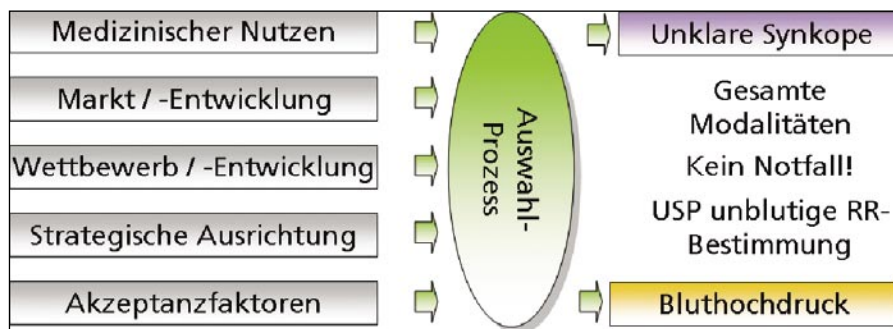 Medizinischer Nutzen
Markt / -Entwicklung
Wettbewerb / -Entwicklung
Strategische Ausrichtung
Akzeptanzfaktoren
Auswahl-
Prozess
Unklare Synkope
Gesamte
Modalitäten
Kein Notfall!
USP unblutige RR-
Bestimmung
Bluthochdruck